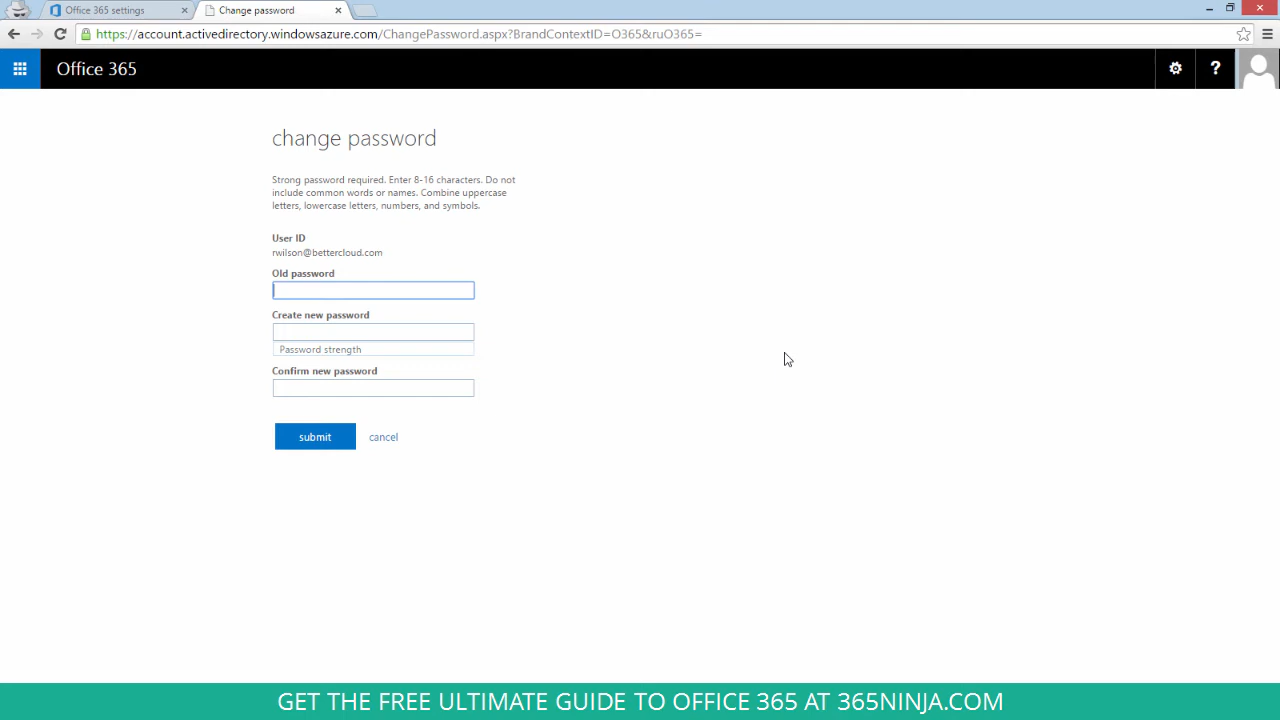 Office 365 settings
Change password
https://account.activedirectory.windowsazure.com/ChangePassword.aspx?BrandContextID=O365&ruO365=
Office 365
?
change password
Strong password required. Enter 8-16 characters. Do not
include common words or names. Combine uppercase
letters, lowercase letters, numbers, and symbols.
User ID
rwilson@bettercloud.com
Old password
Create new password
Password strength
Confirm new password
submit
cancel
GET THE FREE ULTIMATE GUIDE TO OFFICE 365 AT 365NINJA.COM